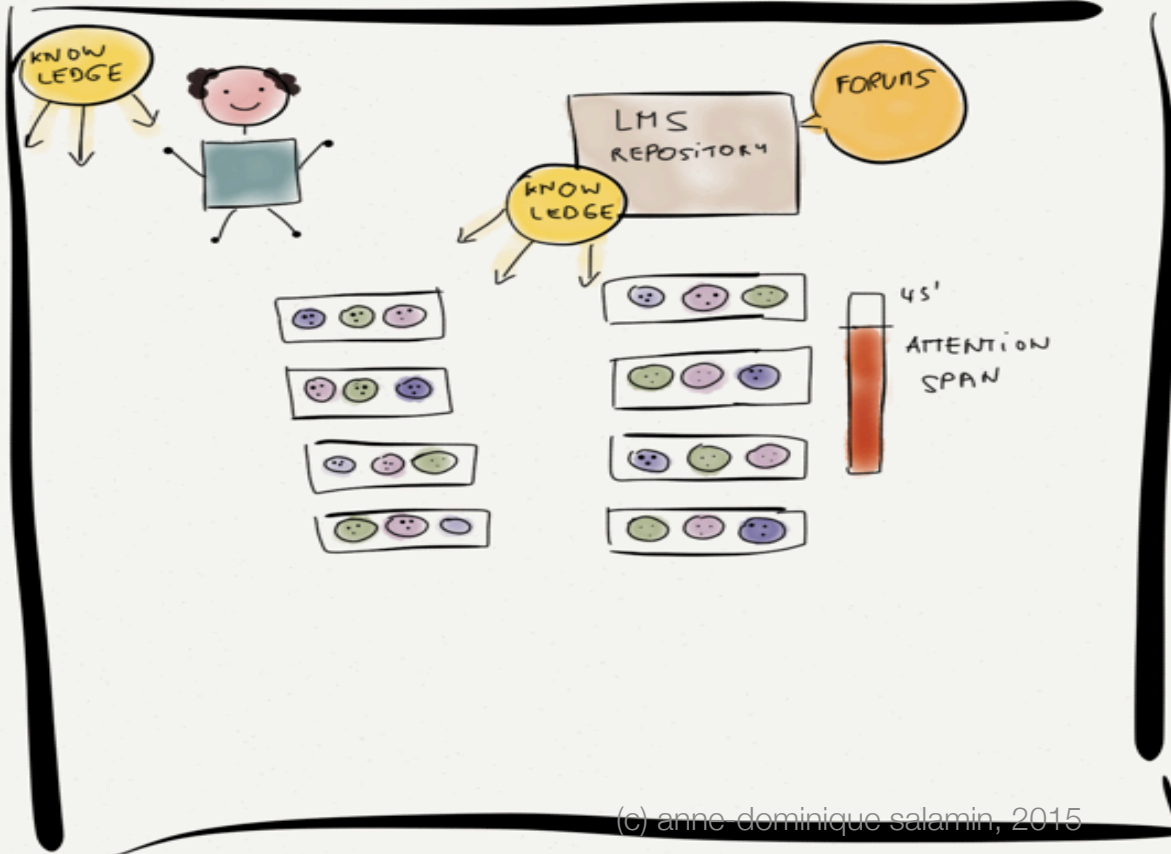 KNOW
LEDGE
FORUMS
LMS
REPOSITORY
KNOW
LEDGE
45'
ATTENTION
SPAN
(c) anne-dominique salamin, 2015